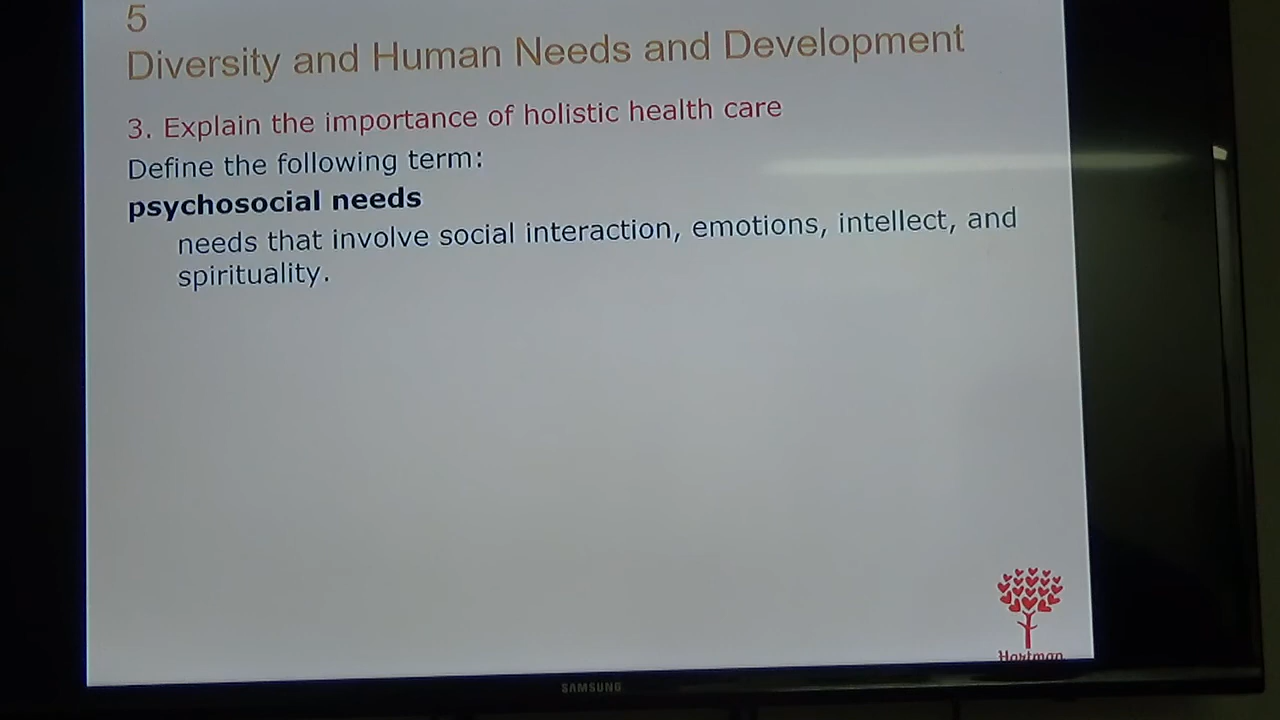 5
Diversity and Human Needs and Development
3. Explain the importance of holistic health care
Define the following term:
psychosocial needs
needs that involve social interaction, emotions, intellect, and
spirituality.
Hartman
SAMSUNG